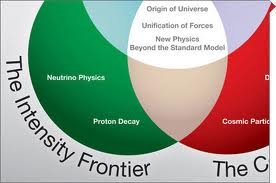 Origin of Universe
Unification of Forces
New Physics
Beyond the Standard Model
Neutrino Physics
Proton Decay
Cosmic Partic
The Intensity Frontier
The C